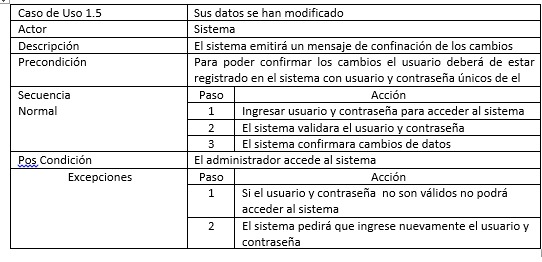 Caso de Uso 1.5 Sus datos se han modificado
Actor Sistema
Descripción El sistema emitirá un mensaje de confinación de los cambios
Precondición Para poder confirmar los cambios el usuario deberá de estar
registrado en el sistema con usuario y contraseña únicos de el
Secuencia Paso Acción
Normal 1 Ingresar usuario y contraseña para acceder al sistema
2 El sistema validara el usuario y contraseña
3 El sistema confirmara cambios de datos
Pos Condición El administrador accede al sistema
Excepciones Paso Acción
1 Si el usuario y contraseña no son válidos no podrá
acceder al sistema
2 El sistema pedirá que ingrese nuevamente el usuario y
contraseña